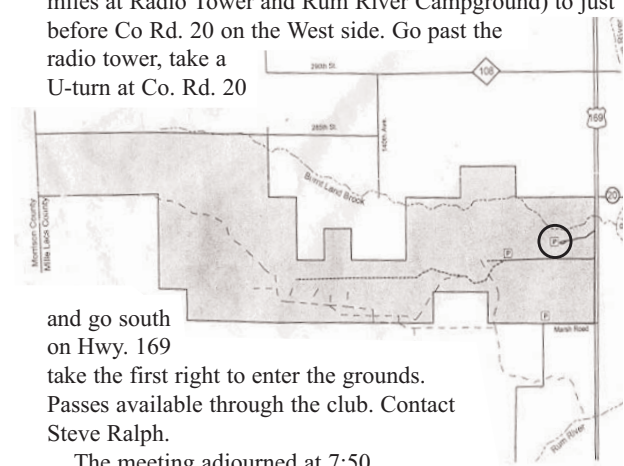 miles at Radio Tower and Rum River Campground) to just
before Co Rd. 20 on the West side. Go past the
radio tower, take a
U-turn at Co. Rd. 20
290th St.
108
169
285th St.
140th Ave.
Burnt Land Brook
20
Morrison County
Mille Lacs County
P
P
P
Marsh Road
Rum River
and go south
on Hwy. 169
take the first right to enter the grounds.
Passes available through the club. Contact
Steve Ralph.
The meeting adjourned at 7:50